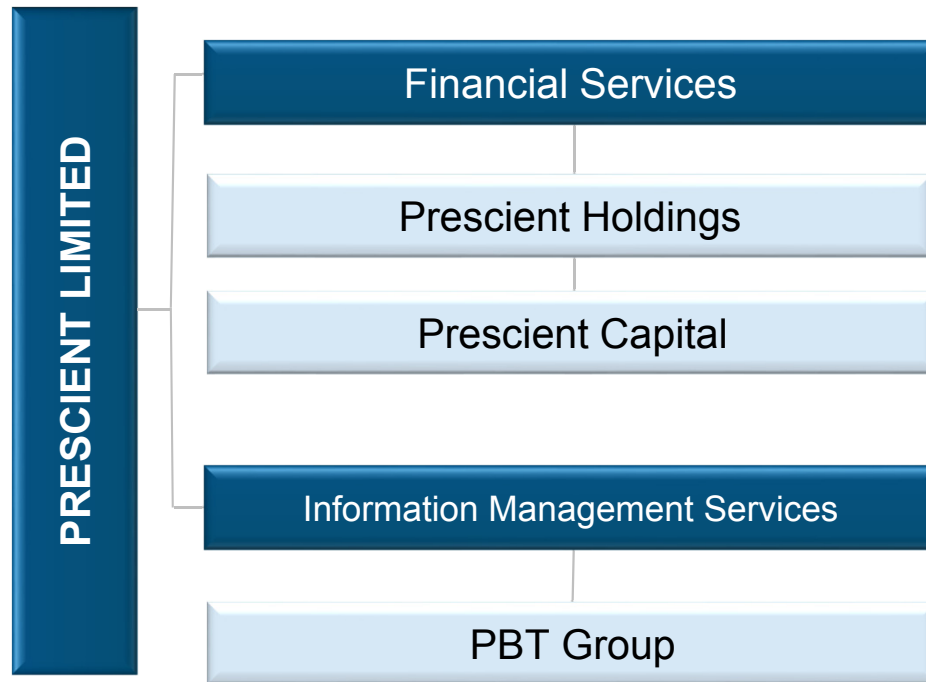 PRESCIENT LIMITED
Financial Services
Prescient Holdings
Prescient Capital
Information Management Services
PBT Group